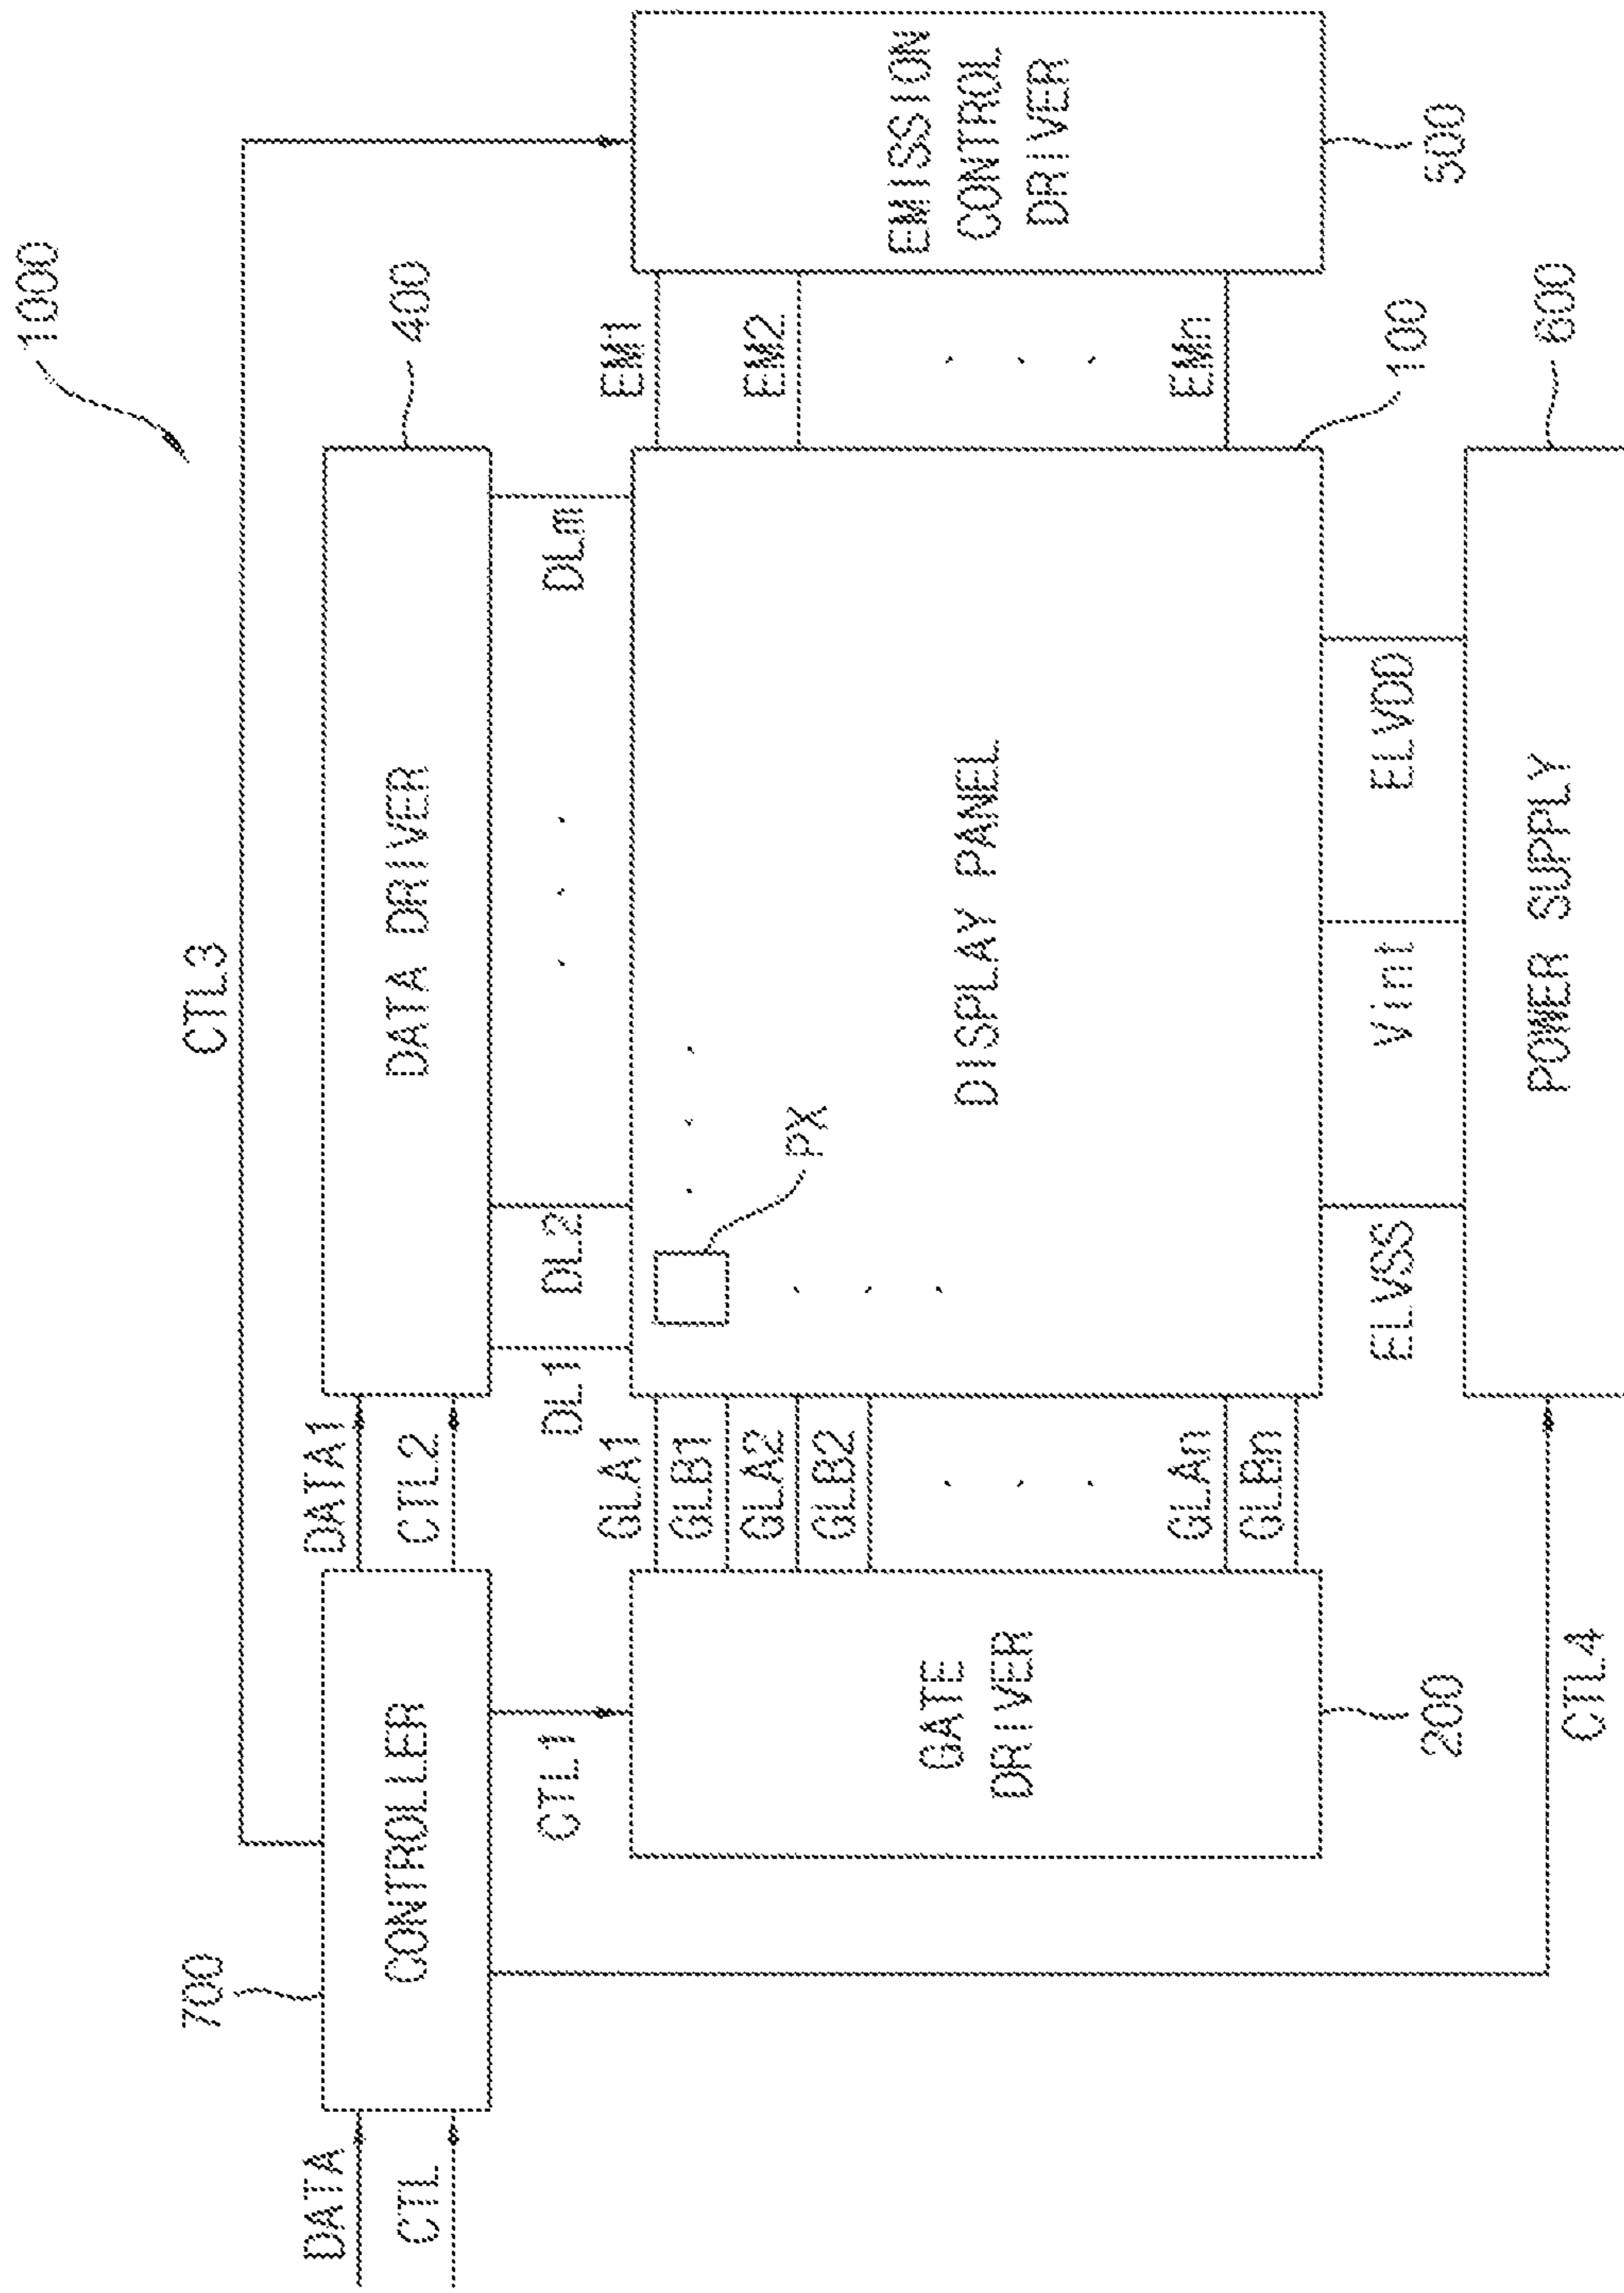 1000
CTL3
700
400
DATA
CTL
CONTROLLER
DATA1
CTL2
DATA DRIVER
CTL1
DL1
DL2
DLm
GATE
DRIVER
GLA1
GLB1
GLA2
GLB2
GLAn
GLBn
PX
DISPLAY PANEL
EM1
EM2
EMn
EMISSION
CONTROL
DRIVER
200
ELVSS
Vint
ELVDD
100
500
CTL4
POWER SUPPLY
600